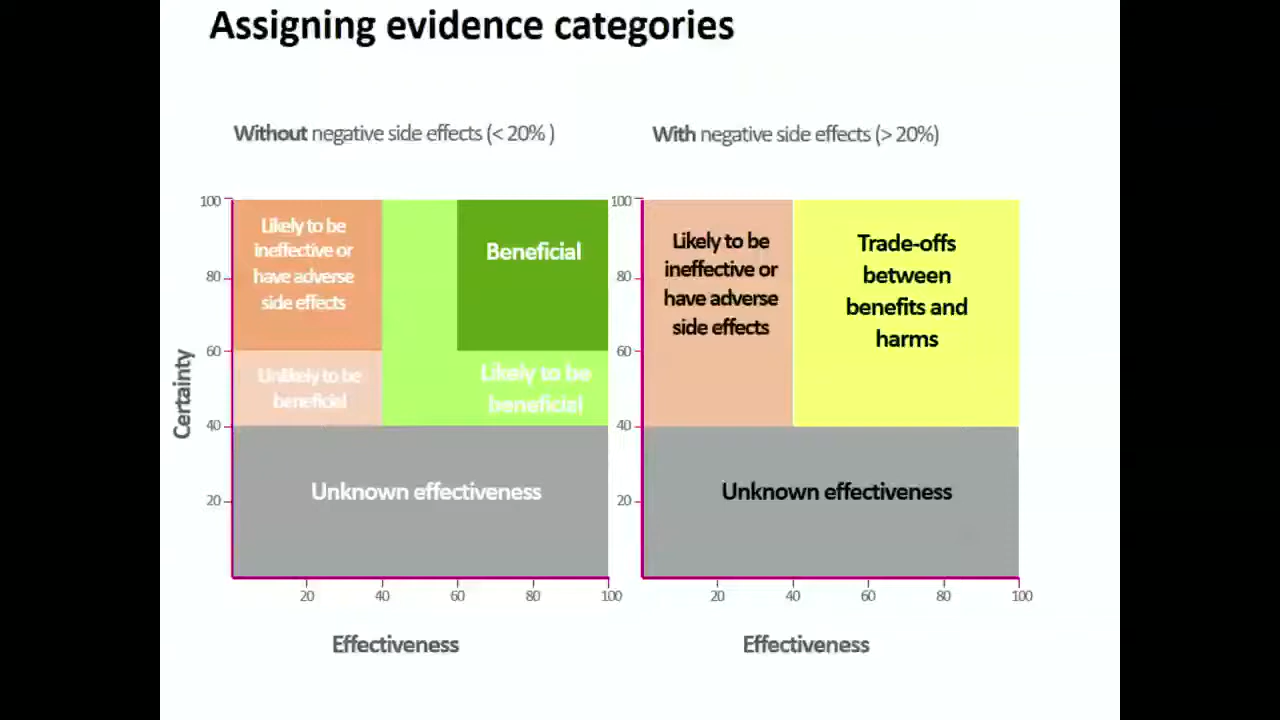 Assigning evidence categories
Without negative side effects (< 20% )
With negative side effects (> 20%)
100
80
60
40
20
Certainty
Likely to be
ineffective or
have adverse
side effects
Beneficial
Unlikely to be
beneficial
Likely to be
beneficial
Unknown effectiveness
20
40
60
80
100
Effectiveness
100
80
60
40
20
Likely to be
ineffective or
have adverse
side effects
Trade-offs
between
benefits and
harms
Unknown effectiveness
20
40
60
80
100
Effectiveness